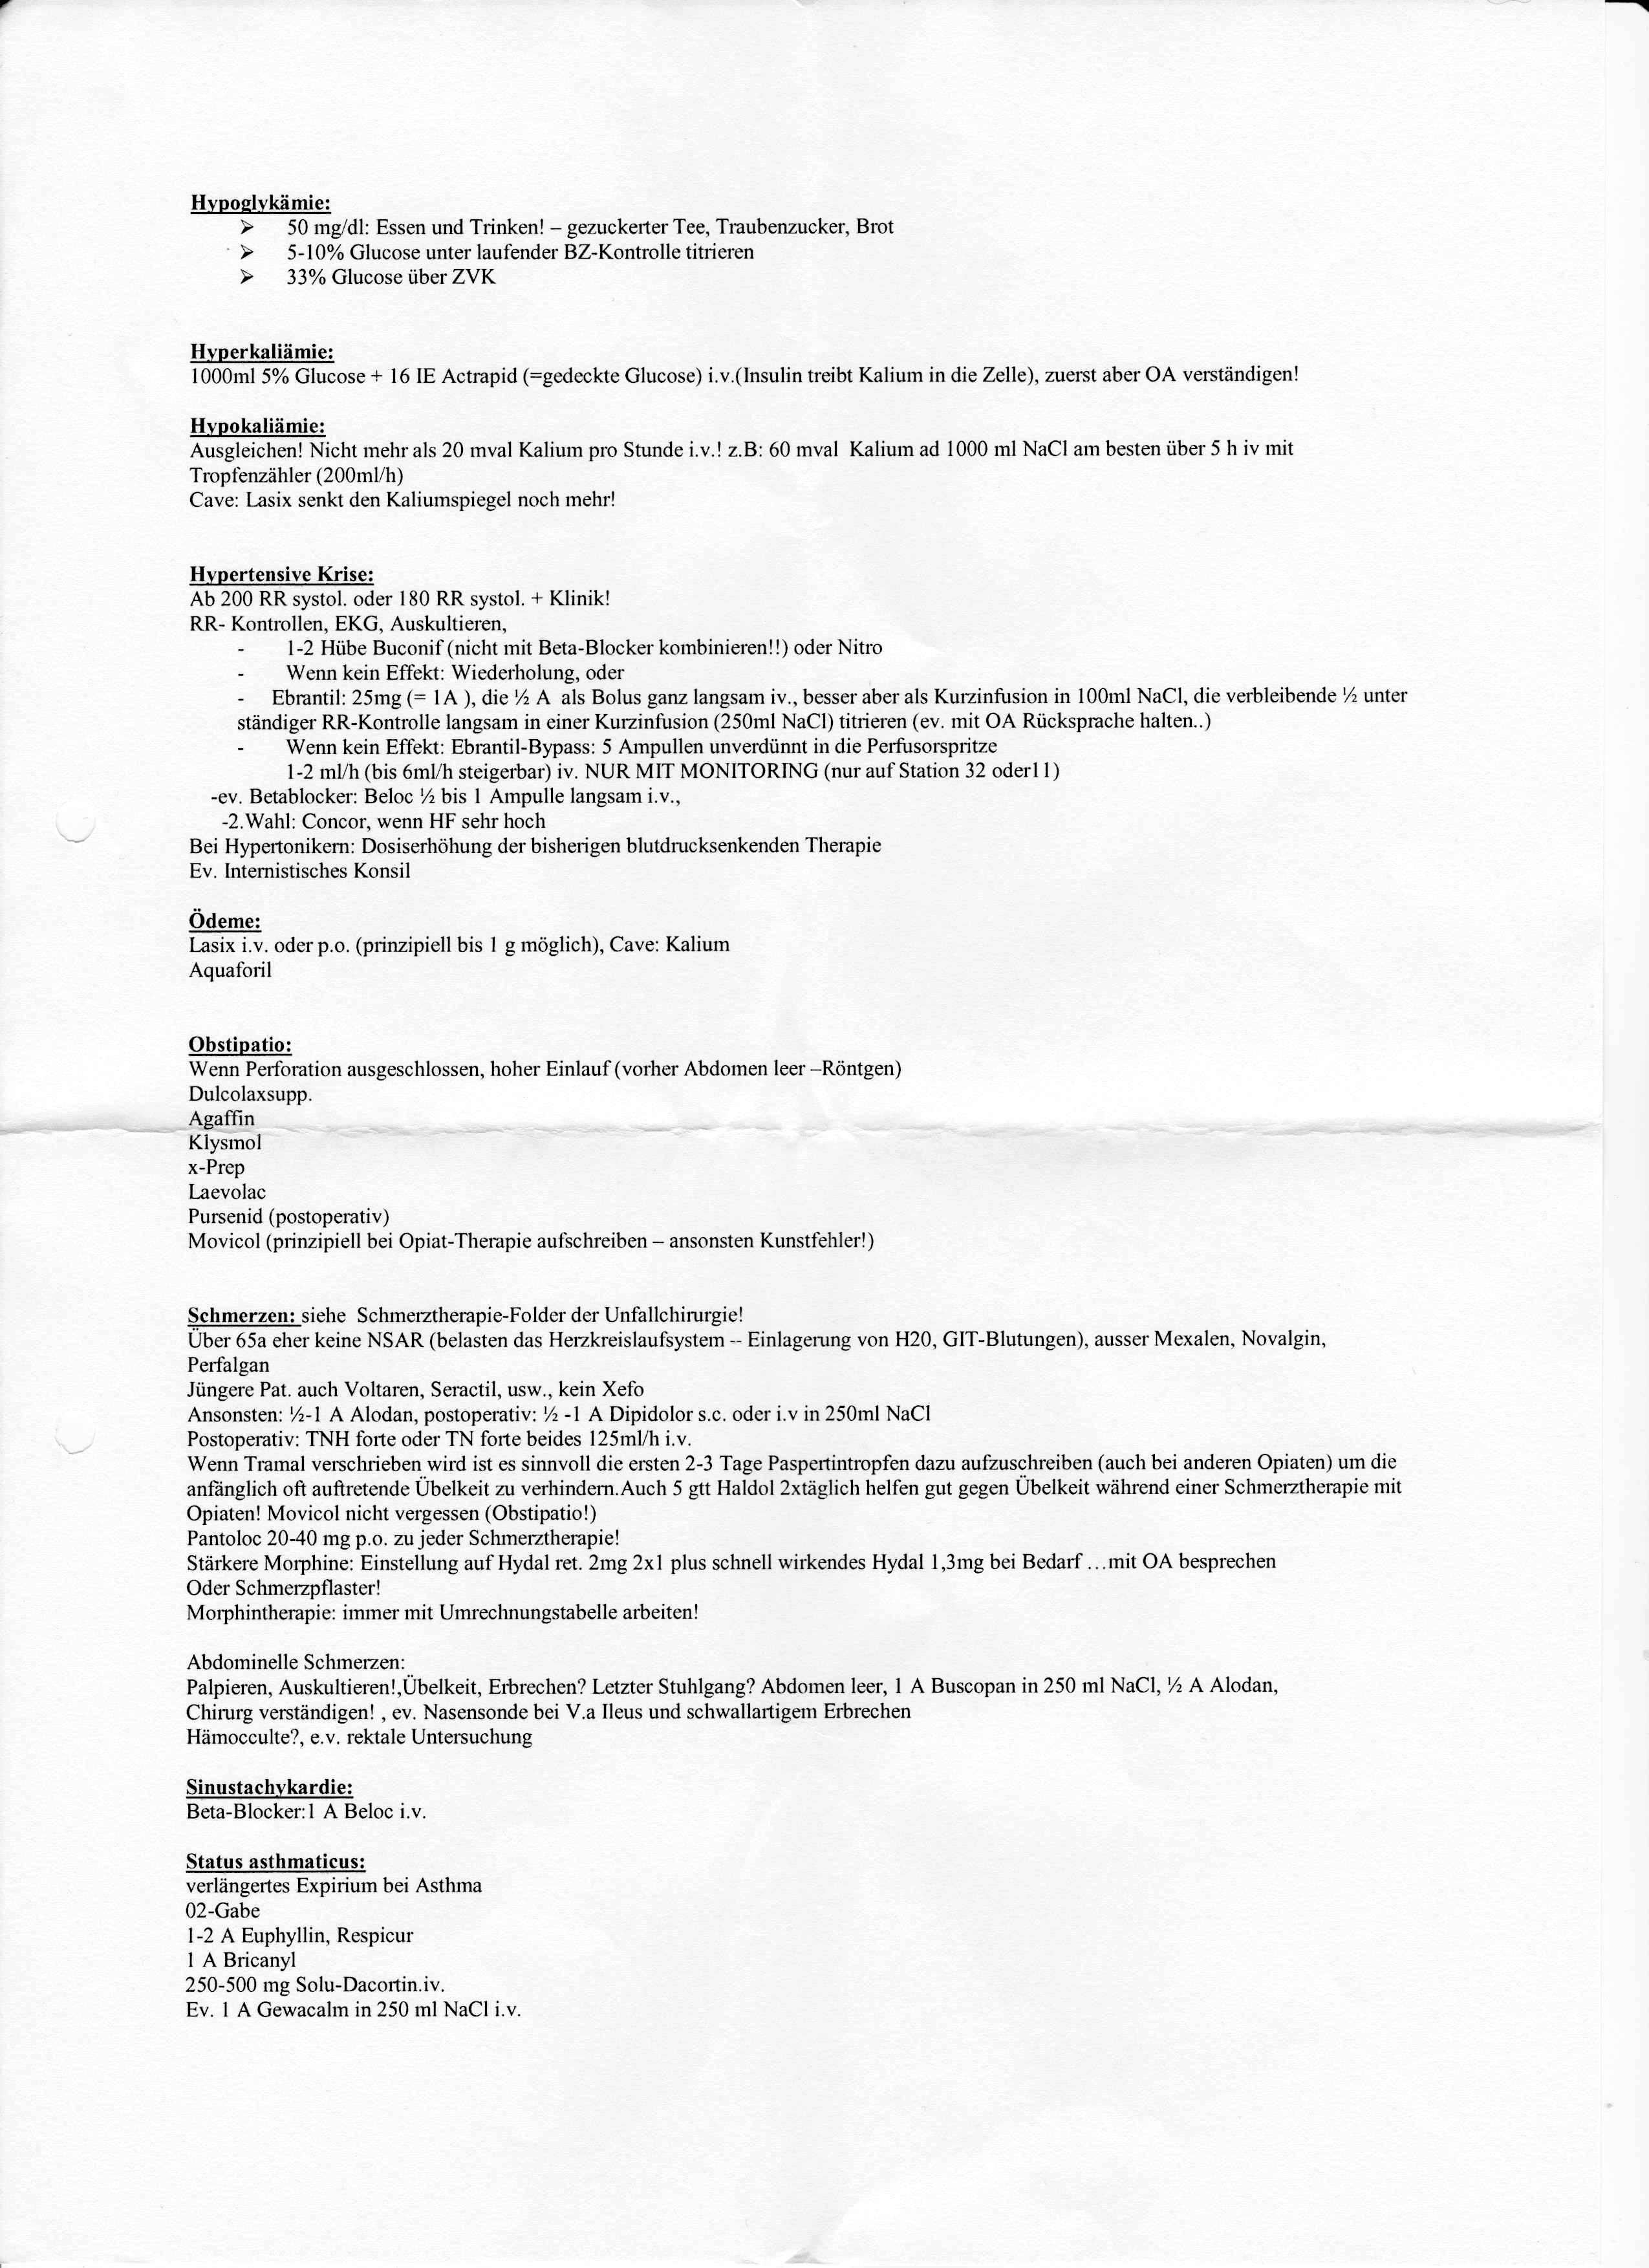 Hypoglykämie:
➢ 50 mg/dl: Essen und Trinken! – gezuckerter Tee, Traubenzucker, Brot
➢ 5-10% Glucose unter laufender BZ-Kontrolle titrieren
➢ 33% Glucose über ZVK
Hyperkaliämie:
1000ml 5% Glucose + 16 IE Actrapid (=gedeckte Glucose) i.v.(Insulin treibt Kalium in die Zelle), zuerst aber OA verständigen!
Hypokaliämie:
Ausgleichen! Nicht mehr als 20 mval Kalium pro Stunde i.v.! z.B: 60 mval Kalium ad 1000 ml NaCl am besten über 5 h iv mit
Tropfenzähler (200ml/h)
Cave: Lasix senkt den Kaliumspiegel noch mehr!
Hypertensive Krise:
Ab 200 RR systol. oder 180 RR systol. + Klinik!
RR- Kontrollen, EKG, Auskultieren,
- 1-2 Hübe Buconif (nicht mit Beta-Blocker kombinieren!!) oder Nitro
- Wenn kein Effekt: Wiederholung, oder
- Ebrantil: 25mg (= 1A ), die ½ A als Bolus ganz langsam iv., besser aber als Kurzinfusion in 100ml NaCl, die verbleibende ½ unter
ständiger RR-Kontrolle langsam in einer Kurzinfusion (250ml NaCl) titrieren (ev. mit OA Rücksprache halten..)
- Wenn kein Effekt: Ebrantil-Bypass: 5 Ampullen unverdünnt in die Perfusorspritze
1-2 ml/h (bis 6ml/h steigerbar) iv. NUR MIT MONITORING (nur auf Station 32 oder11)
-ev. Betablocker: Beloc ½ bis 1 Ampulle langsam i.v.,
-2.Wahl: Concor, wenn HF sehr hoch
Bei Hypertonikern: Dosiserhöhung der bisherigen blutdrucksenkenden Therapie
Ev. Internistisches Konsil
Ödeme:
Lasix i.v. oder p.o. (prinzipiell bis 1 g möglich), Cave: Kalium
Aquaforil
Obstipatio:
Wenn Perforation ausgeschlossen, hoher Einlauf (vorher Abdomen leer –Röntgen)
Dulcolaxsupp.
Agaffin
Klysmol
x-Prep
Laevolac
Pursenid (postoperativ)
Movicol (prinzipiell bei Opiat-Therapie aufschreiben – ansonsten Kunstfehler!)
Schmerzen: siehe Schmerztherapie-Folder der Unfallchirurgie!
Über 65a eher keine NSAR (belasten das Herzkreislaufsystem -- Einlagerung von H20, GIT-Blutungen), ausser Mexalen, Novalgin,
Perfalgan
Jüngere Pat. auch Voltaren, Seractil, usw., kein Xefo
Ansonsten: ½-1 A Alodan, postoperativ: ½ -1 A Dipidolor s.c. oder i.v in 250ml NaCl
Postoperativ: TNH forte oder TN forte beides 125ml/h i.v.
Wenn Tramal verschrieben wird ist es sinnvoll die ersten 2-3 Tage Paspertintropfen dazu aufzuschreiben (auch bei anderen Opiaten) um die
anfänglich oft auftretende Übelkeit zu verhindern.Auch 5 gtt Haldol 2xtäglich helfen gut gegen Übelkeit während einer Schmerztherapie mit
Opiaten! Movicol nicht vergessen (Obstipatio!)
Pantoloc 20-40 mg p.o. zu jeder Schmerztherapie!
Stärkere Morphine: Einstellung auf Hydal ret. 2mg 2x1 plus schnell wirkendes Hydal 1,3mg bei Bedarf ...mit OA besprechen
Oder Schmerzpflaster!
Morphintherapie: immer mit Umrechnungstabelle arbeiten!
Abdominelle Schmerzen:
Palpieren, Auskultieren!,Übelkeit, Erbrechen? Letzter Stuhlgang? Abdomen leer, 1 A Buscopan in 250 ml NaCl, ½ A Alodan,
Chirurg verständigen! , ev. Nasensonde bei V.a Ileus und schwallartigem Erbrechen
Hämocculte?, e.v. rektale Untersuchung
Sinustachykardie:
Beta-Blocker:1 A Beloc i.v.
Status asthmaticus:
verlängertes Expirium bei Asthma
02-Gabe
1-2 A Euphyllin, Respicur
1 A Bricanyl
250-500 mg Solu-Dacortin.iv.
Ev. 1 A Gewacalm in 250 ml NaCl i.v.